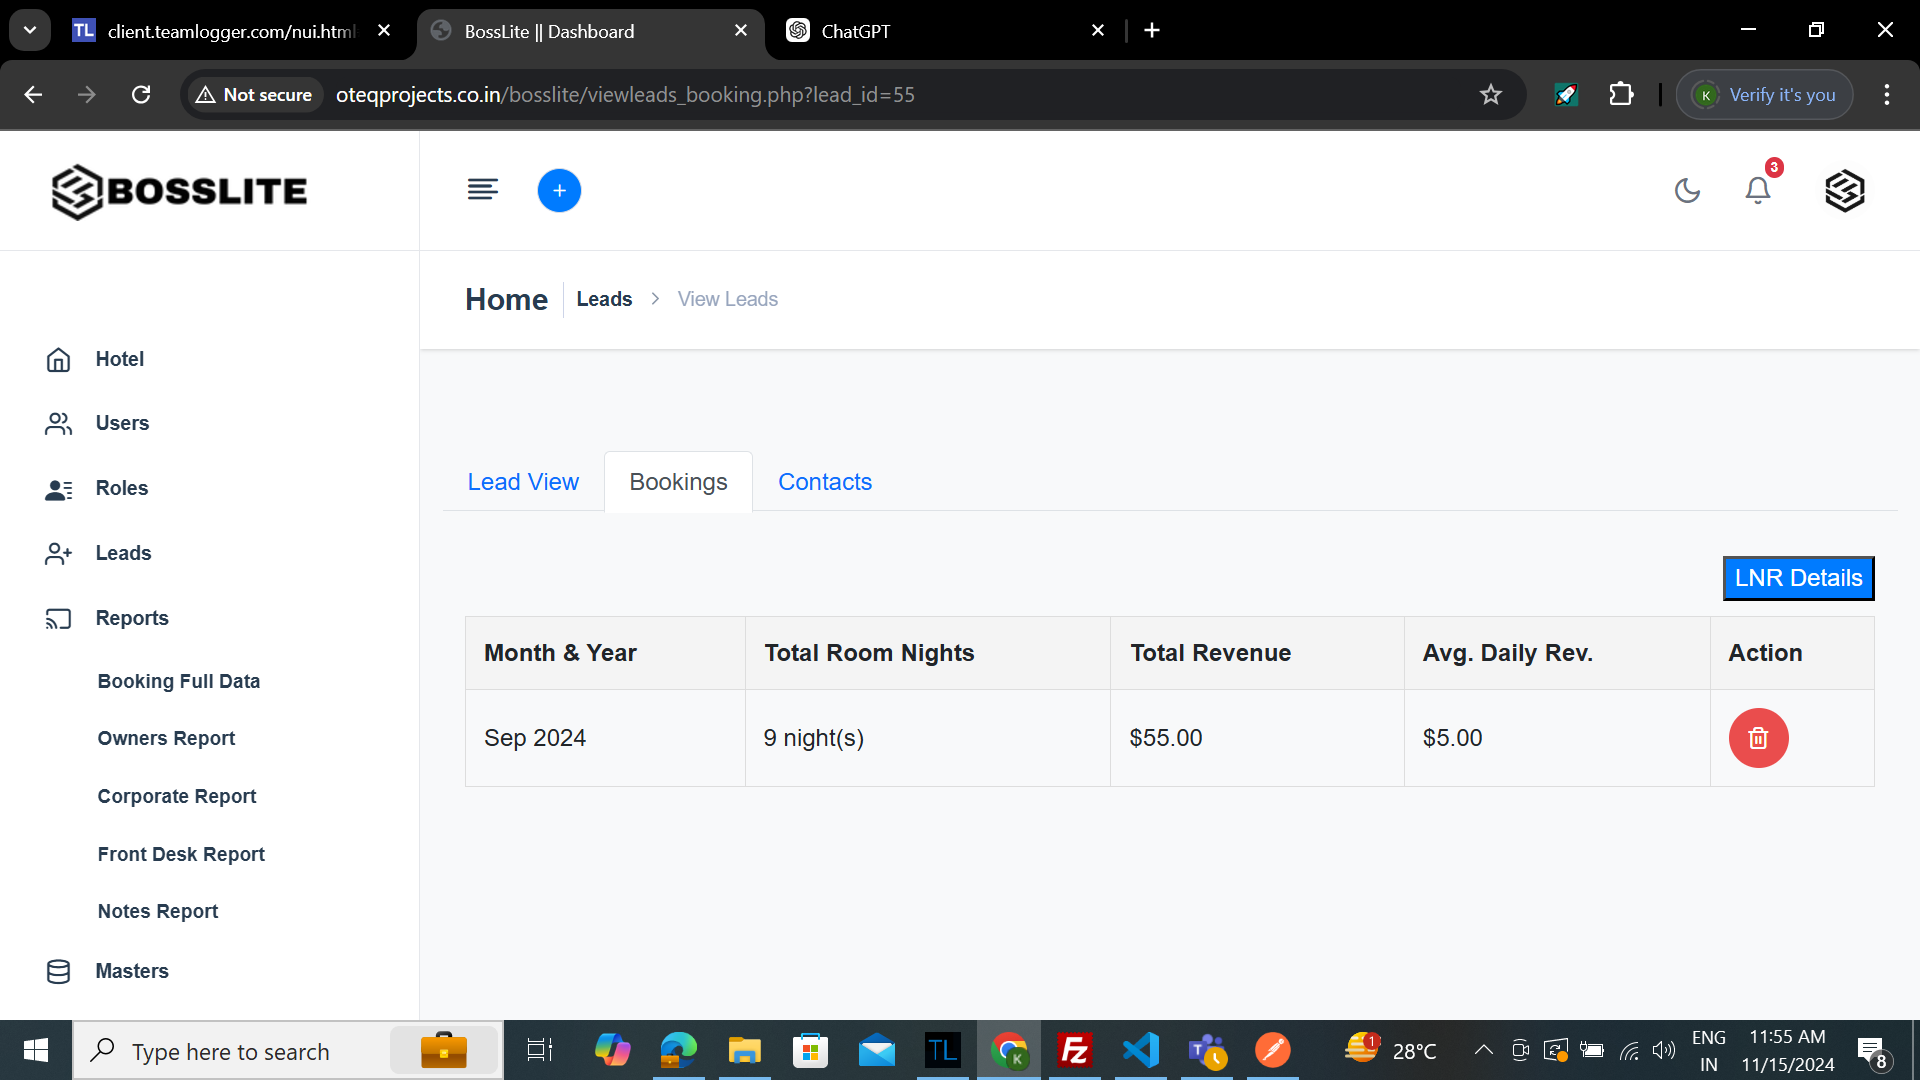 TL
client.teamlogger.com/nui.html
BossLite || Dashboard
ChatGPT
Not secure
oteqprojects.co.in/bosslite/viewleads_booking.php?lead_id=55
K
Verify it's you
BOSSLITE
+
3
Home
Leads
View Leads
Hotel
Users
Roles
Leads
Reports
Booking Full Data
Owners Report
Corporate Report
Front Desk Report
Notes Report
Masters
Lead View
Bookings
Contacts
LNR Details
Month & Year
Total Room Nights
Total Revenue
Avg. Daily Rev.
Action
Sep 2024
9 night(s)
$55.00
$5.00
Type here to search
TL
K
Fz
T
1
28°C
ENG
IN
11:55 AM
11/15/2024
8